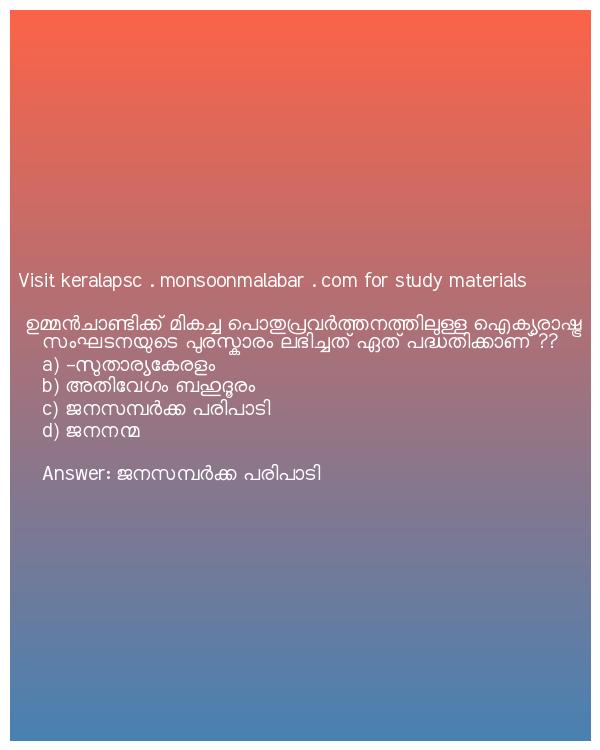 Visit keralapsc . monsoonmalabar . com for study materials
ഉമ്മൻചാണ്ടിക്ക് മികച്ച പൊതുപ്രവർത്തനത്തിലുള്ള ഐക്യരാഷ്ട്ര
സംഘടനയുടെ പുരസ്കാരം ലഭിച്ചത് ഏത് പദ്ധതിക്കാണ് ??
a) -സുതാര്യകേരളം
b) അതിവേഗം ബഹുദൂരം
c) ജനസമ്പർക്ക പരിപാടി
d) ജനനന്മ
Answer: ജനസമ്പർക്ക പരിപാടി